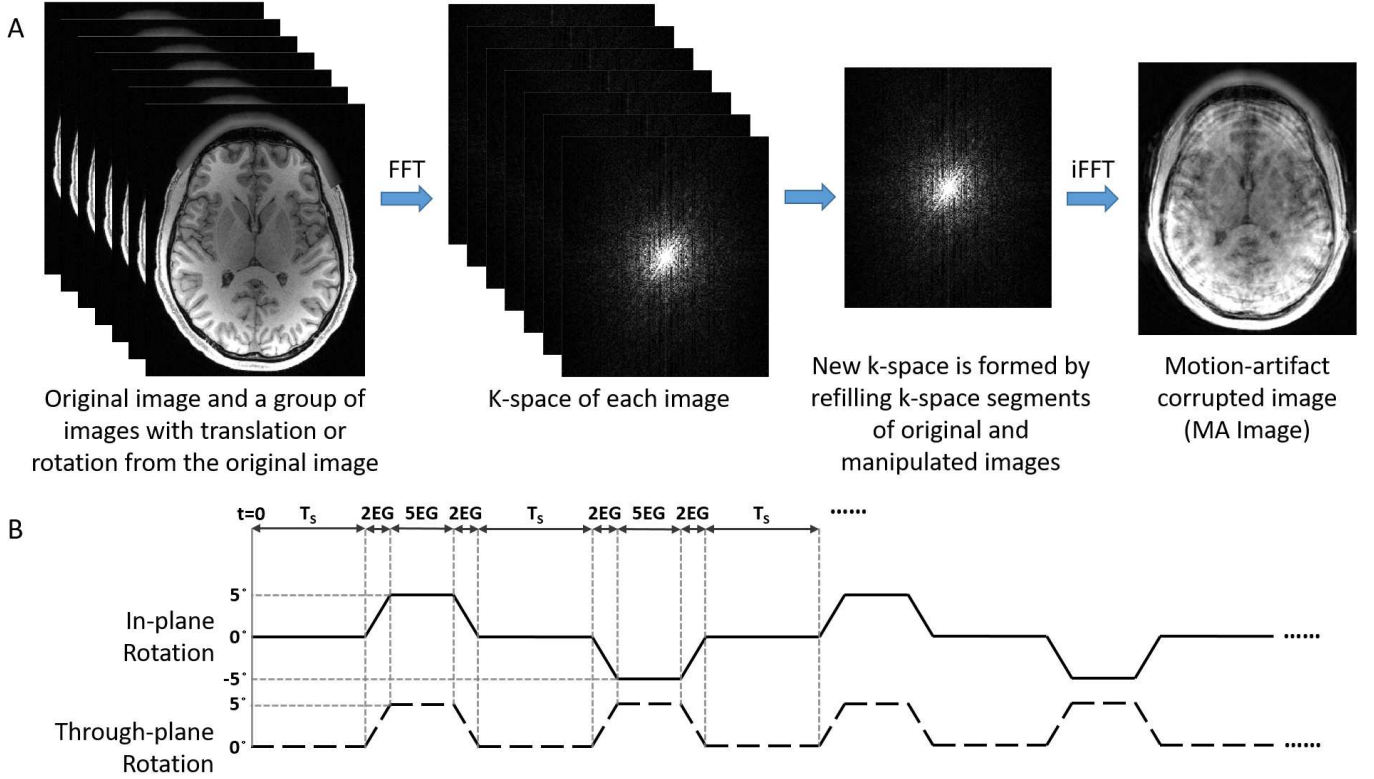 A
FFT
iFFT
Original image and a group of
images with translation or
rotation from the original image
K-space of each image
New k-space is formed by
refilling k-space segments
of original and
manipulated images
Motion-artifact
corrupted image
(MA Image)
B
t=0 TS 2EG 5EG 2EG TS 2EG 5EG 2EG TS ......
5°
In-plane
Rotation
0°
......
-5°
5°
Through-plane
Rotation
0°
......